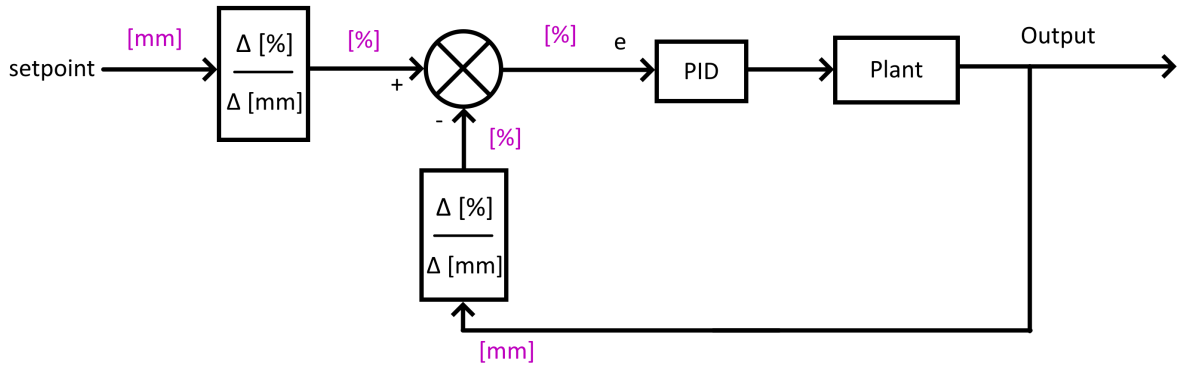 [mm]
setpoint
Δ [%]
Δ [mm]
[%]
+
-
[%]
e
PID
Plant
Output
[%]
Δ [%]
Δ [mm]
[mm]